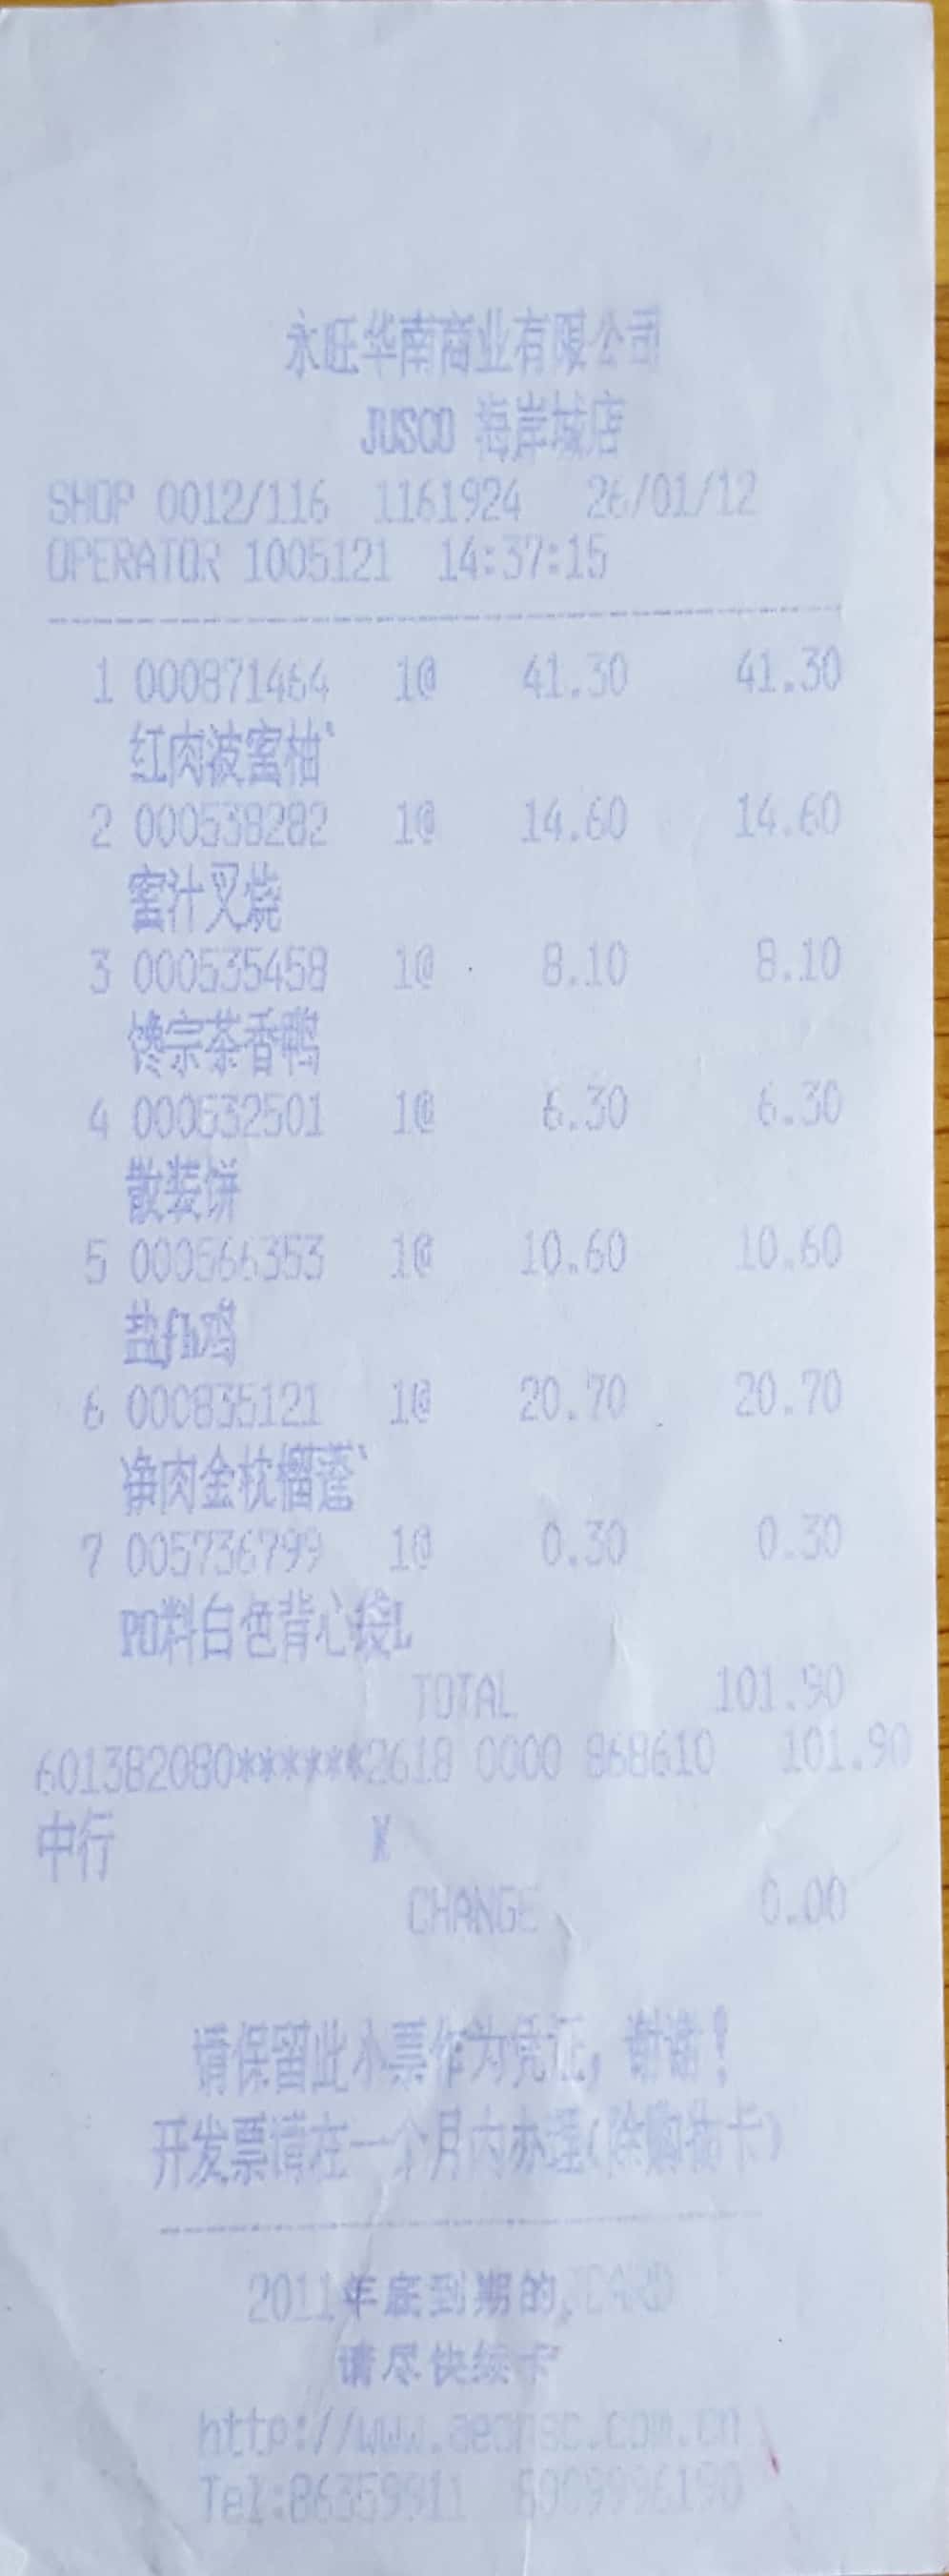 永旺华南商业有限公司
JUSCO 海岸城店
SHOP 0012/116 1161924 26/01/12
OPERATOR 1005121 14:37:15
1 000871464 1@ 41.30 41.30
红肉波蜜柚`
2 000538282 1@ 14.60 14.60
蜜汁叉烧
3 000535458 1@ 8.10 8.10
馋宗茶香鸭
4 000532501 1@ 6.30 6.30
散装饼
5 000566353 1@ 10.60 10.60
盐fh鸡
6 000835121 1@ 20.70 20.70
净肉金枕榴莲`
7 005736799 1@ 0.30 0.30
PO料白色背心袋L
TOTAL 101.90
601382080******2618 0000 868610 101.90
中行 X
CHANGE 0.00
请保留此小票作为凭证, 谢谢!
开发票请在一个月内办理(除购物卡)
2011年底到期的JCARD
请尽快续卡
http://www.aeonsc.com.cn
Tel:86359911